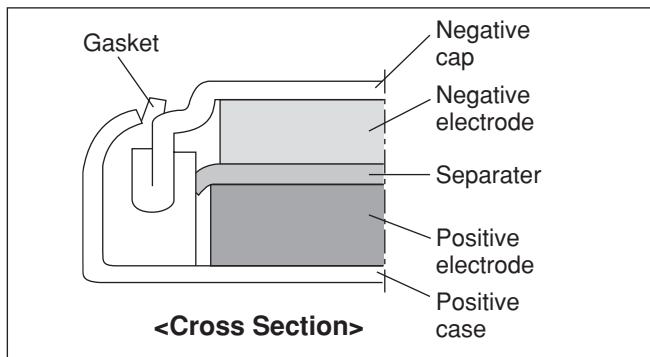 Gasket
Negative
cap
Negative
electrode
Separater
Positive
electrode
Positive
case
<Cross Section>